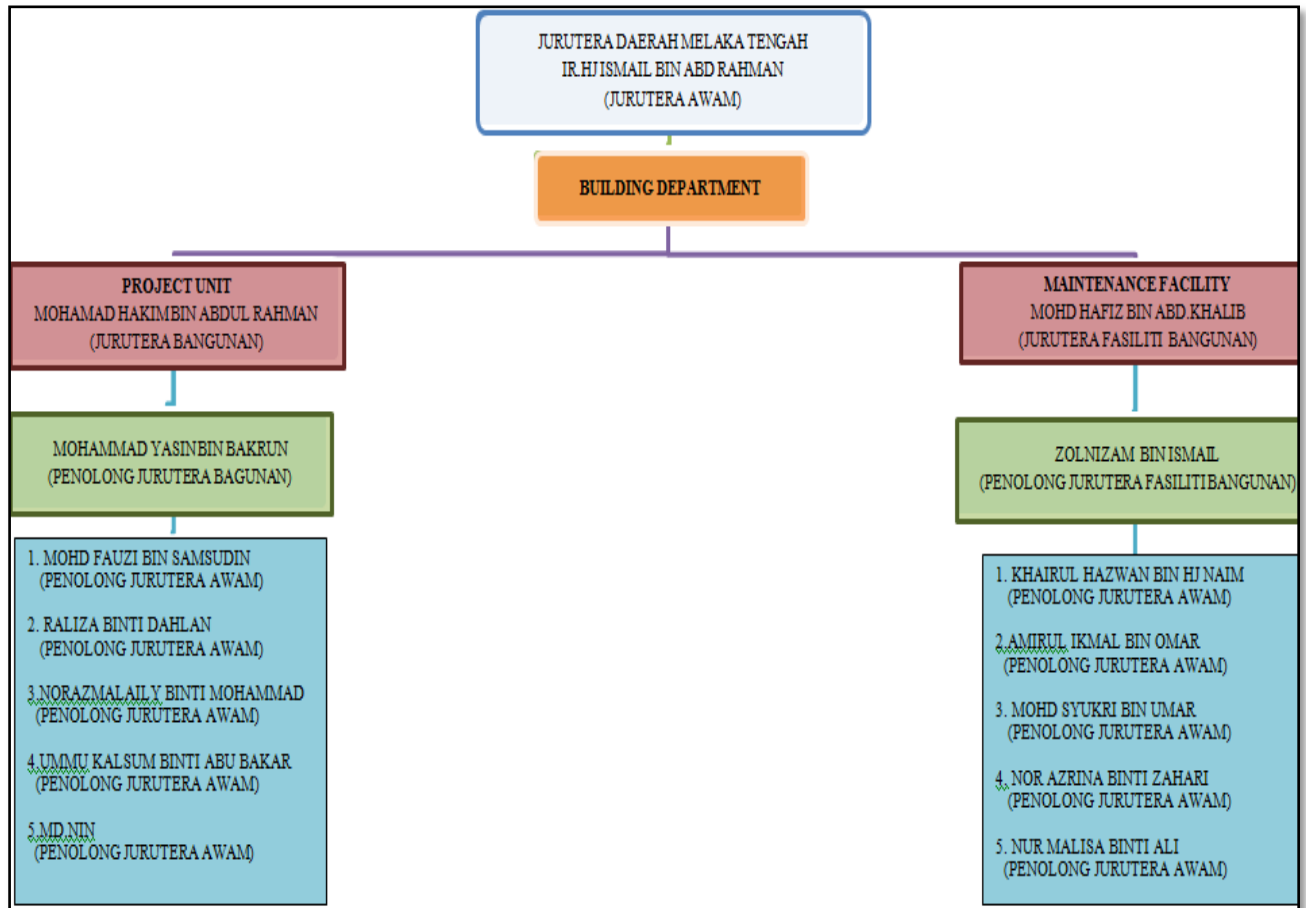 JURUTERA DAERAH MELAKA TENGAH
IR.HJ ISMAIL BIN ABD RAHMAN
(JURUTERA AWAM)
BUILDING DEPARTMENT
PROJECT UNIT
MOHAMAD HAKIM BIN ABDUL RAHMAN
(JURUTERA BANGUNAN)
MOHAMMAD YASIN BIN BAKRUN
(PENOLONG JURUTERA BAGUNAN)
1. MOHD FAUZI BIN SAMSUDIN
(PENOLONG JURUTERA AWAM)
2. RALIZA BINTI DAHLAN
(PENOLONG JURUTERA AWAM)
3.NORAZMALAILY BINTI MOHAMMAD
(PENOLONG JURUTERA AWAM)
4.UMMU KALSUM BINTI ABU BAKAR
(PENOLONG JURUTERA AWAM)
5.MD.NIN
(PENOLONG JURUTERA AWAM)
MAINTENANCE FACILITY
MOHD HAFIZ BIN ABD.KHALIB
(JURUTERA FASILITI BANGUNAN)
ZOLNIZAM BIN ISMAIL
(PENOLONG JURUTERA FASILITI BANGUNAN)
1. KHAIRUL HAZWAN BIN HJ NAIM
(PENOLONG JURUTERA AWAM)
2.AMIRUL IKMAL BIN OMAR
(PENOLONG JURUTERA AWAM)
3. MOHD SYUKRI BIN UMAR
(PENOLONG JURUTERA AWAM)
4. NOR AZRINA BINTI ZAHARI
(PENOLONG JURUTERA AWAM)
5. NUR MALISA BINTI ALI
(PENOLONG JURUTERA AWAM)